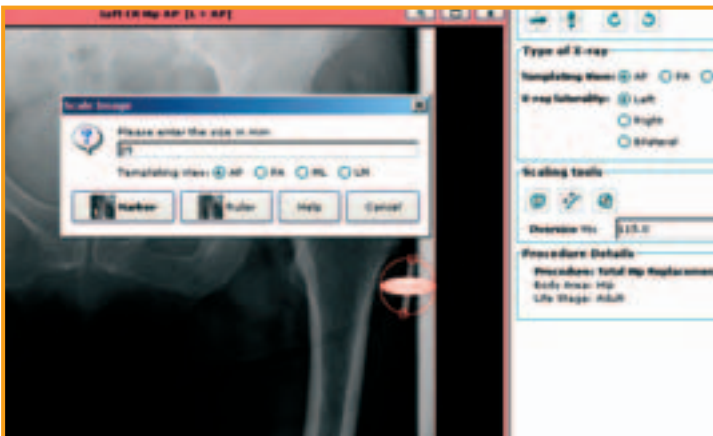 Left CR Hip AP [L = AP]
Scale Image
Please enter the size in mm
25
Templating view: AP PA ML LM
Marker Ruler Help Cancel
Type of X-ray
Templating View: AP PA
X-ray laterality: Left
Right
Bilateral
Scaling tools
Oversize %: 115.0
Procedure Details
Procedure: Total Hip Replacement
Body Area: Hip
Life Stage: Adult